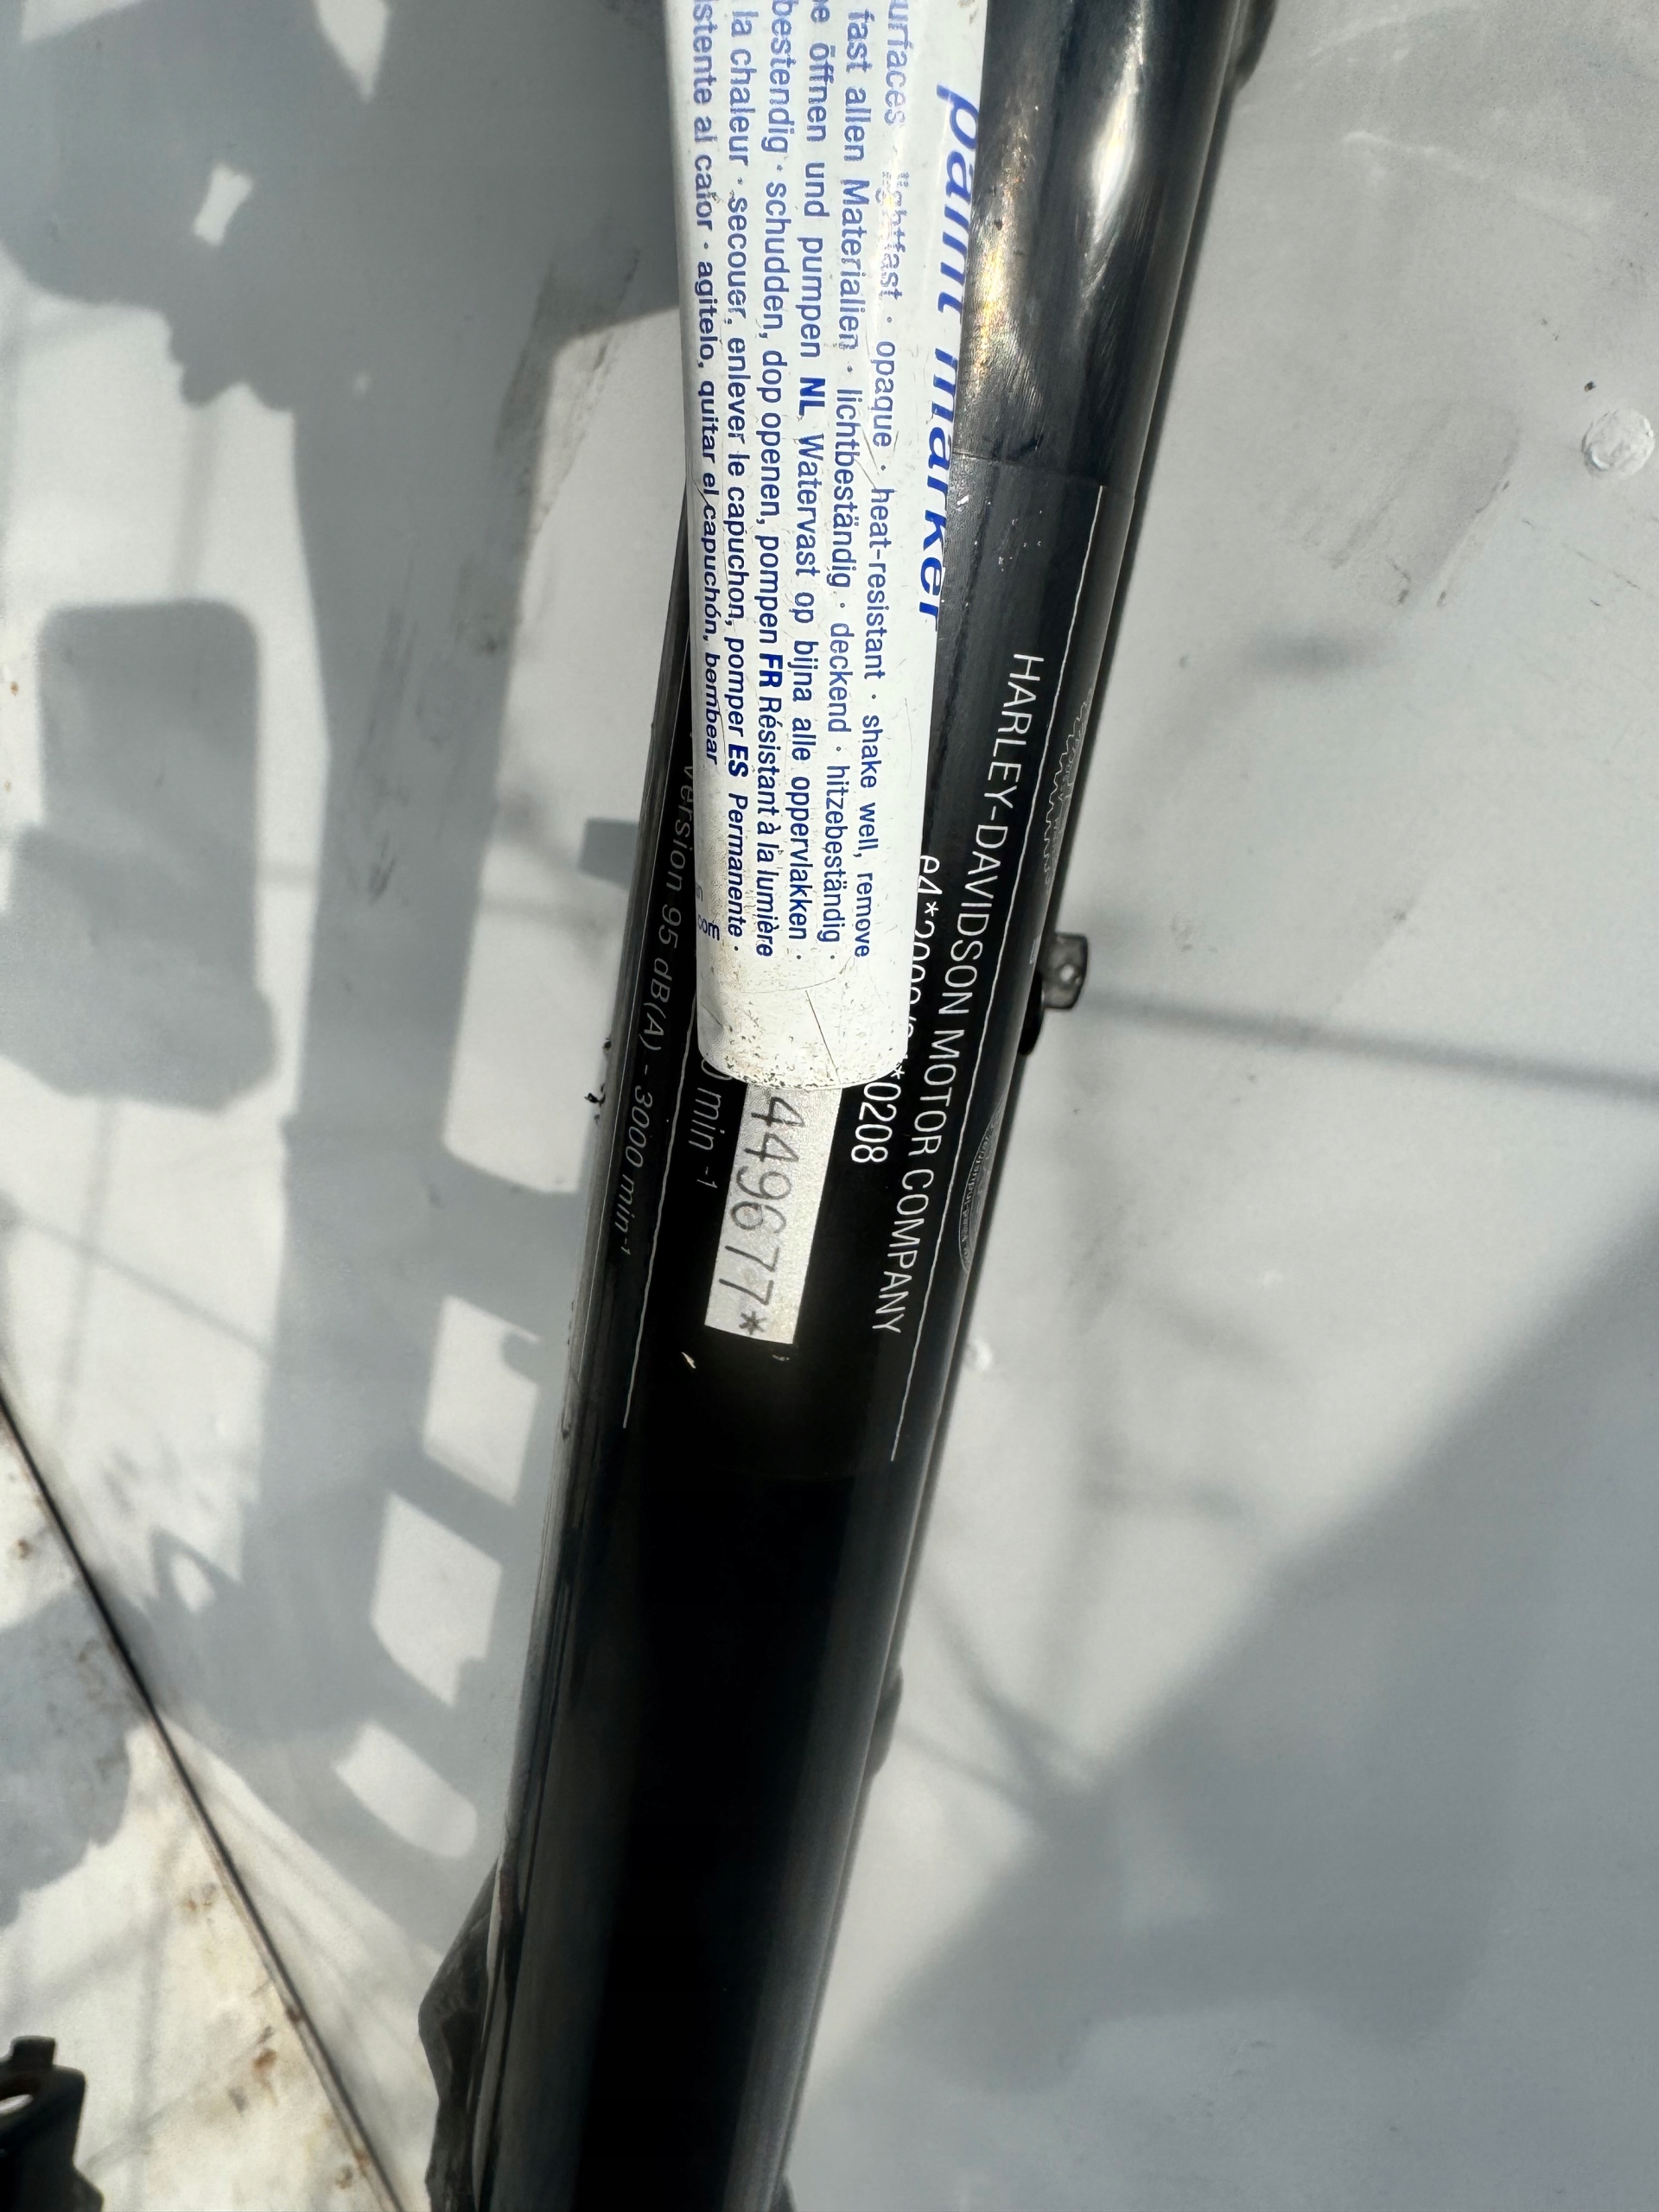 paint marker
surfaces · lightfast · opaque · heat-resistant · shake well, remove
fast allen Materialien · lichtbeständig · deckend · hitzebeständig ·
öffnen und pumpen NL Watervast op bijna alle oppervlakken ·
bestendig · schudden, dop openen, pompen FR Résistant à la lumière
la chaleur · secouer, enlever le capuchon, pomper ES Permanente ·
al calor · agitelo, quitar el capuchón, bombear
HARLEY-DAVIDSON MOTOR COMPANY
*0208
449677*
min -1
version 95 dB(A) - 3000 min-1